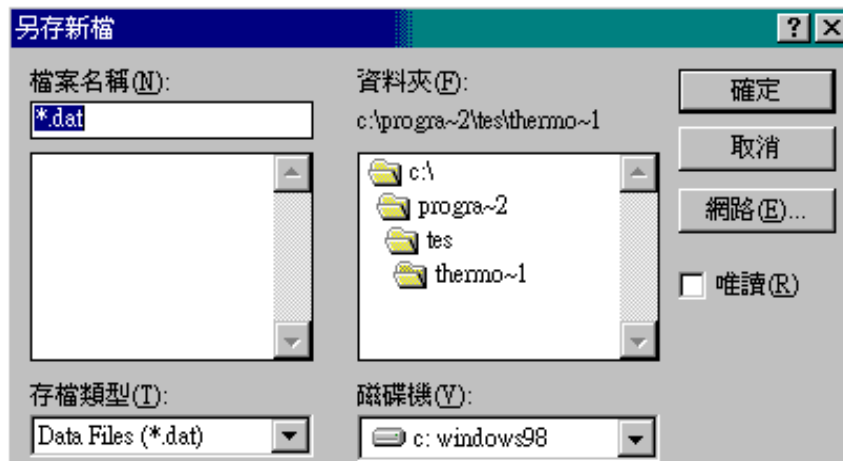 另存新檔
檔案名稱(N):
*.dat
資料夾(F):
c:\progra~2\tes\thermo~1
c:\
progra~2
tes
thermo~1
確定
取消
網路(E)...
唯讀(R)
存檔類型(T):
Data Files (*.dat)
磁碟機(V):
c: windows98